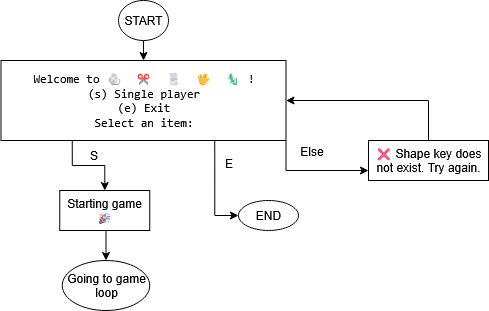 START
Welcome to 🪨 ✂️ 📄 🖖 🦎 !
(s) Single player
(e) Exit
Select an item:
S
E
Else
❌ Shape key does
not exist. Try again.
Starting game
🎉
END
Going to game
loop